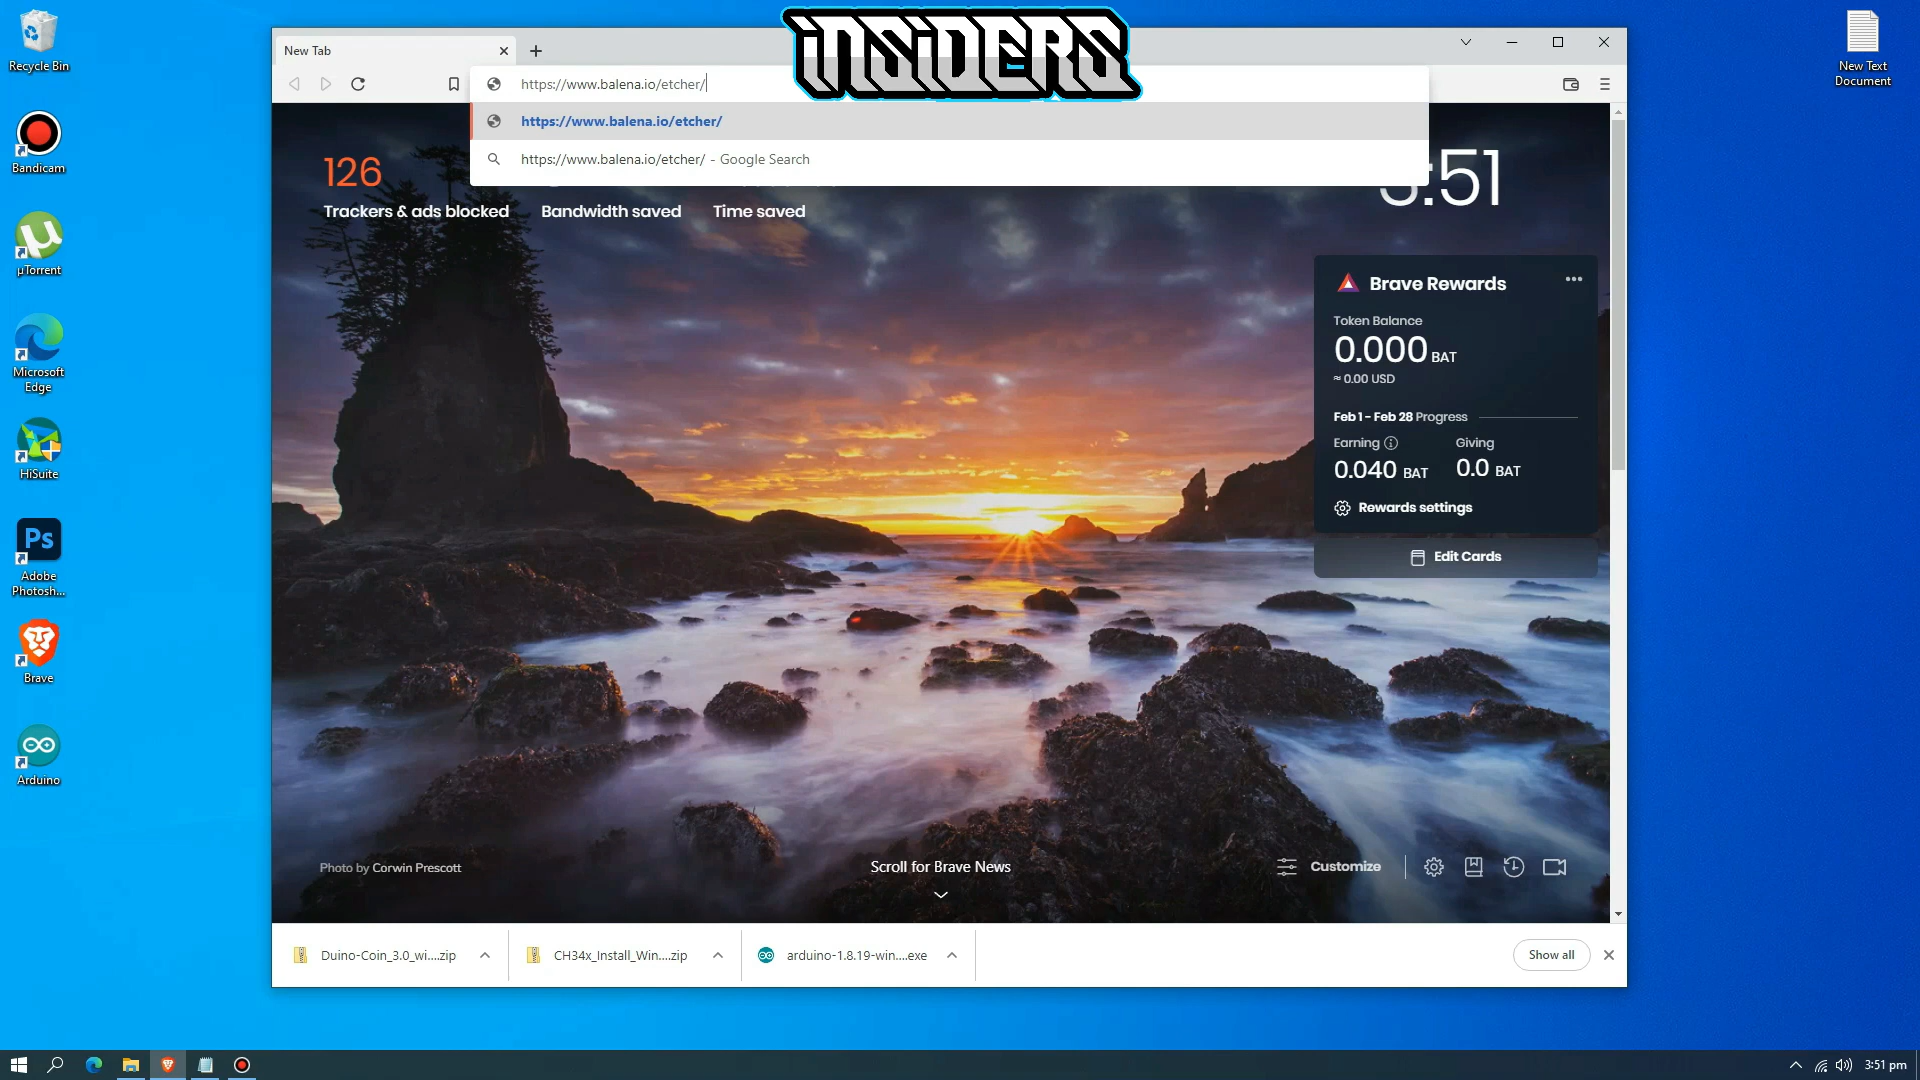 INSIDERS
Recycle Bin
Bandicam
µTorrent
Microsoft
Edge
HiSuite
Ps
Adobe
Photosh...
Brave
Arduino
New Text
Document
New Tab
https://www.balena.io/etcher/
https://www.balena.io/etcher/
https://www.balena.io/etcher/ - Google Search
126
Trackers & ads blocked
Bandwidth saved
Time saved
:51
Brave Rewards
Token Balance
0.000 BAT
≈ 0.00 USD
Feb 1 - Feb 28 Progress
Earning
Giving
0.040 BAT
0.0 BAT
Rewards settings
Edit Cards
Photo by Corwin Prescott
Scroll for Brave News
Customize
Duino-Coin_3.0_wi....zip
CH34x_Install_Win....zip
arduino-1.8.19-win....exe
Show all
3:51 pm